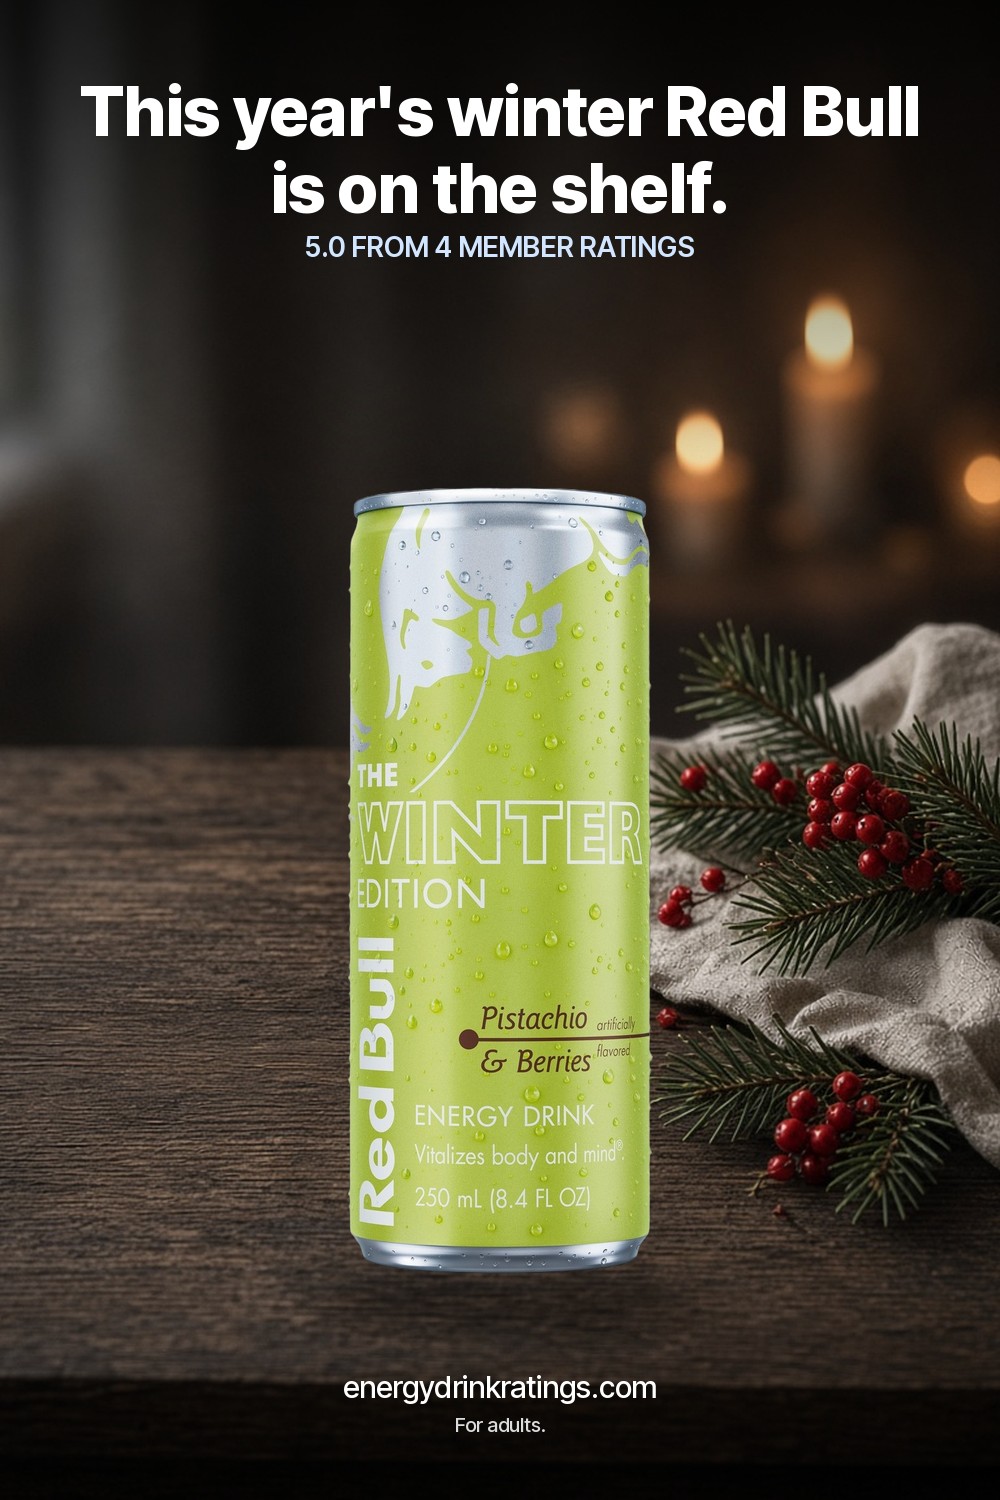 This year's winter Red Bull
is on the shelf.
5.0 FROM 4 MEMBER RATINGS
THE
WINTER
EDITION
Red Bull
Pistachio artificially
& Berries flavored
ENERGY DRINK
Vitalizes body and mind®.
250 mL (8.4 FL OZ)
energydrinkratings.com
For adults.